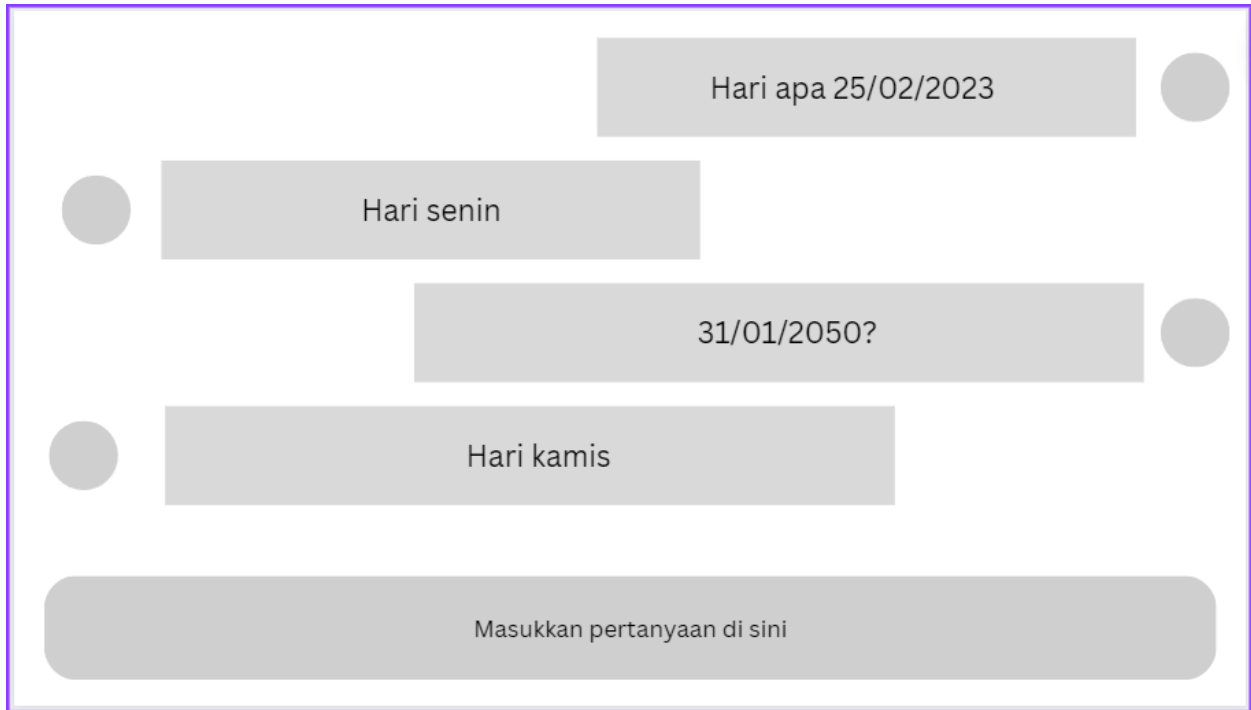 Hari apa 25/02/2023
Hari senin
31/01/2050?
Hari kamis
Masukkan pertanyaan di sini